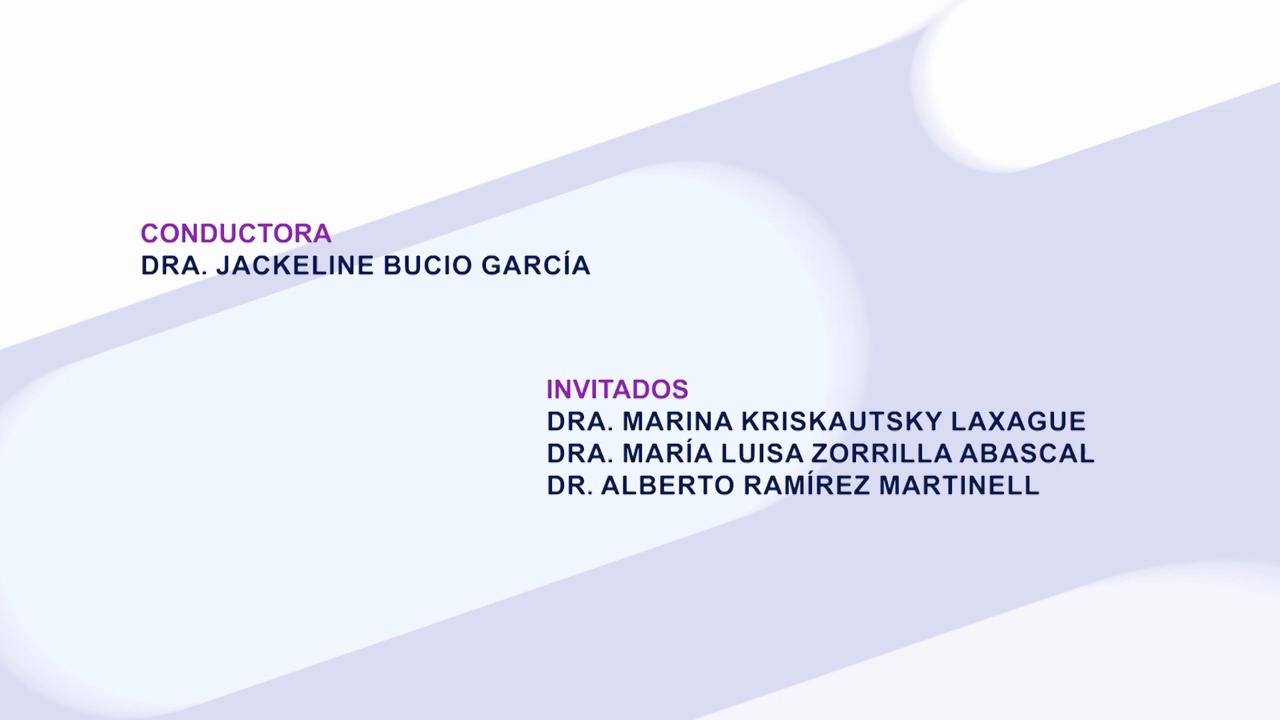 CONDUCTORA
DRA. JACKELINE BUCIO GARCÍA
INVITADOS
DRA. MARINA KRISKAUTSKY LAXAGUE
DRA. MARÍA LUISA ZORRILLA ABASCAL
DR. ALBERTO RAMÍREZ MARTINELL